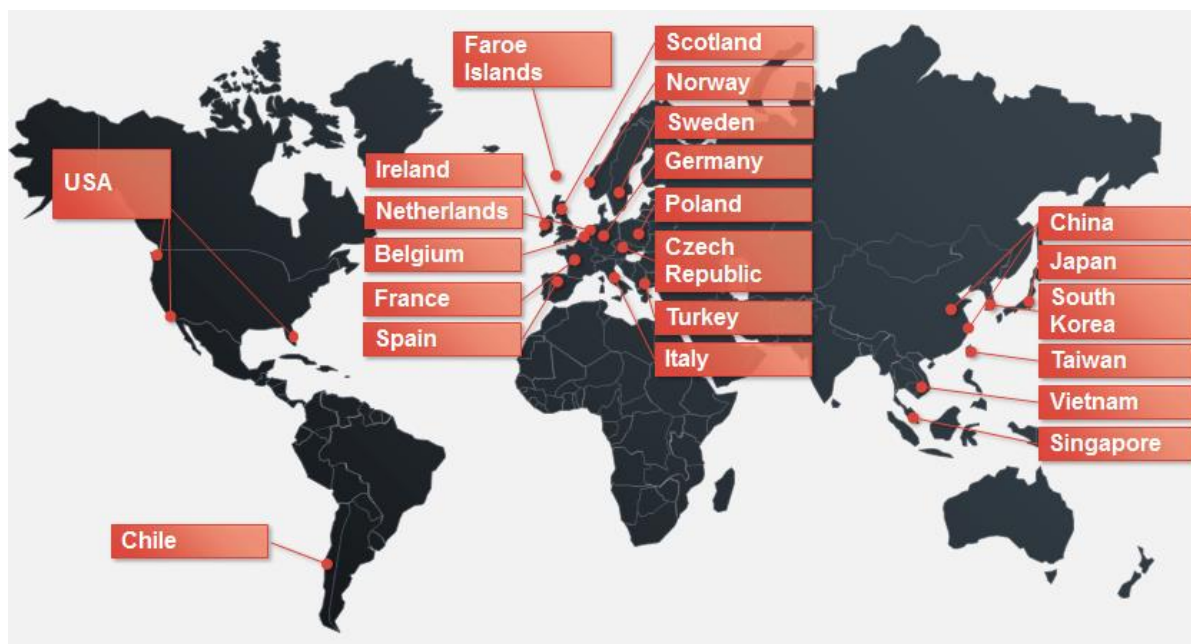 Faroe
Islands
Scotland
Norway
Sweden
Germany
Poland
Czech
Republic
Turkey
Italy
USA
Ireland
Netherlands
Belgium
France
Spain
China
Japan
South
Korea
Taiwan
Vietnam
Singapore
Chile